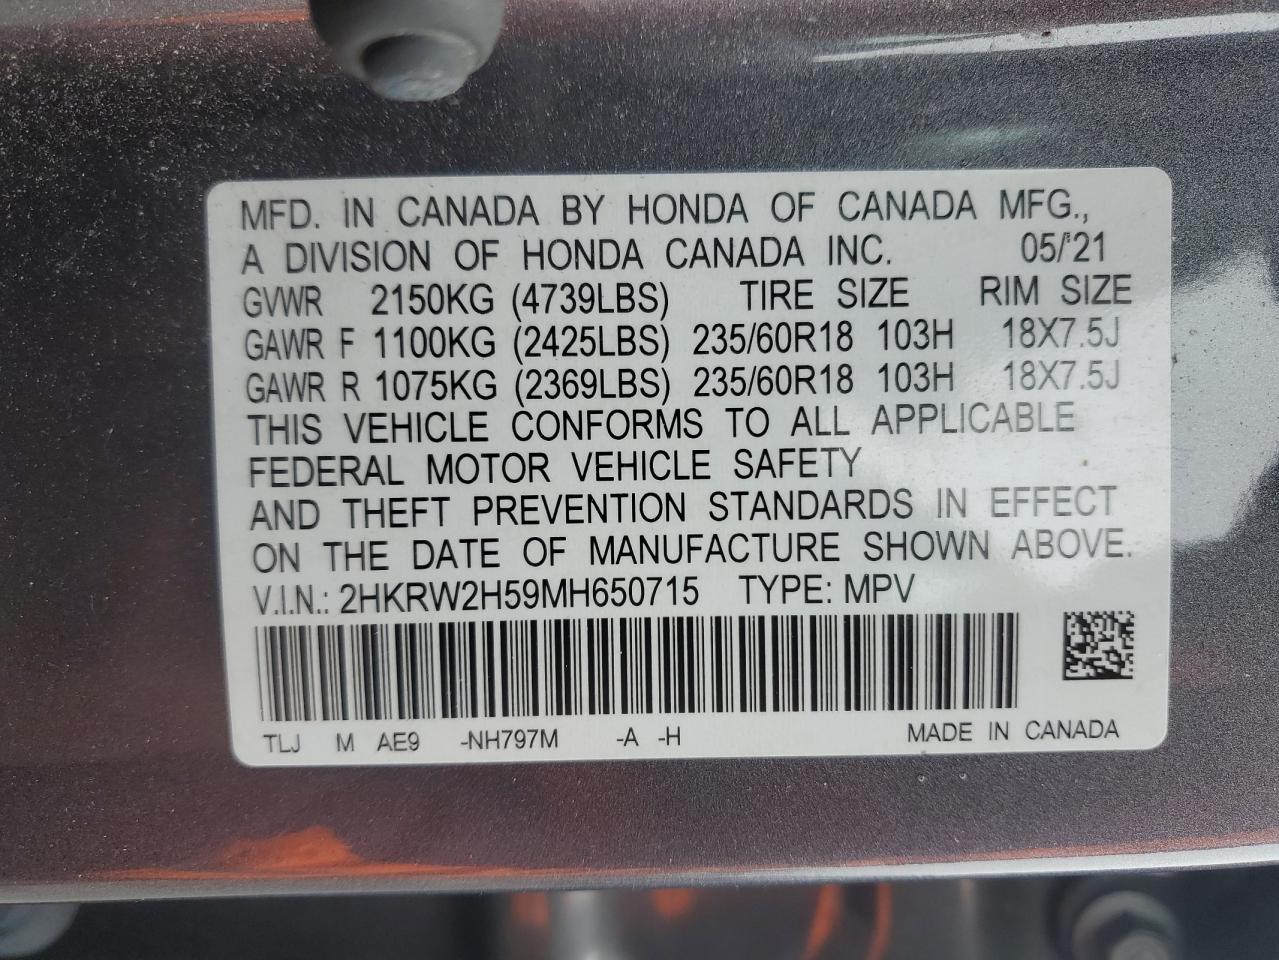 MFD. IN CANADA BY HONDA OF CANADA MFG.,
A DIVISION OF HONDA CANADA INC. 05/'21
GVWR 2150KG (4739LBS) TIRE SIZE RIM SIZE
GAWR F 1100KG (2425LBS) 235/60R18 103H 18X7.5J
GAWR R 1075KG (2369LBS) 235/60R18 103H 18X7.5J
THIS VEHICLE CONFORMS TO ALL APPLICABLE
FEDERAL MOTOR VEHICLE SAFETY
AND THEFT PREVENTION STANDARDS IN EFFECT
ON THE DATE OF MANUFACTURE SHOWN ABOVE.
V.I.N.: 2HKRW2H59MH650715 TYPE: MPV
TLJ M AE9 -NH797M -A -H MADE IN CANADA